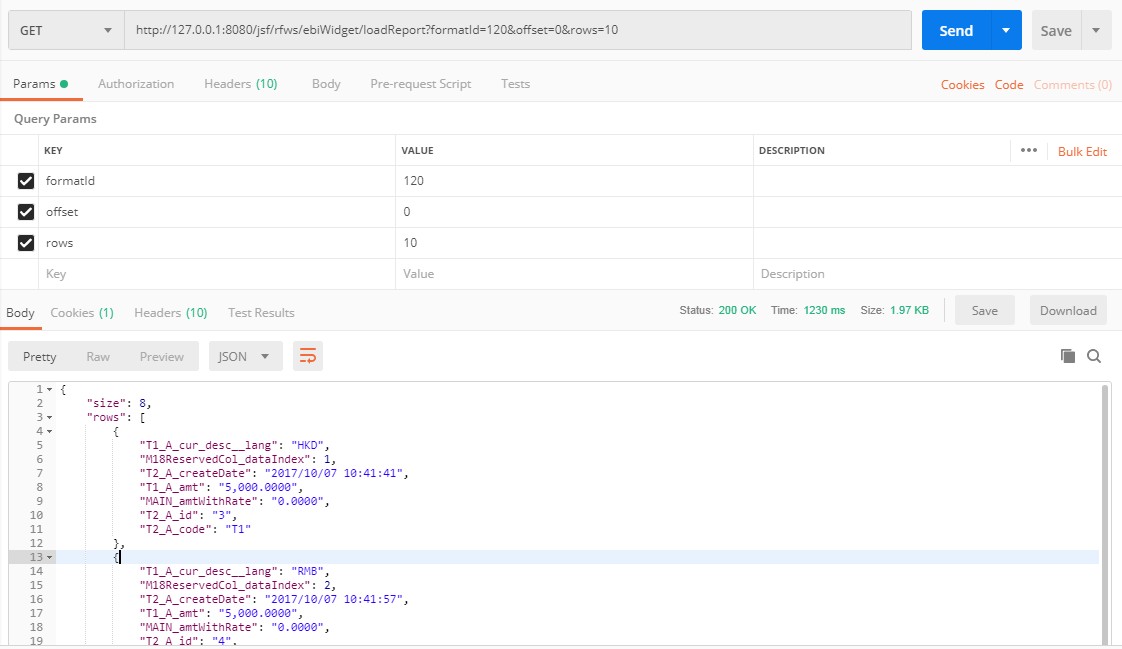 GET http://127.0.0.1:8080/jsf/rfws/ebiWidget/loadReport?formatId=120&offset=0&rows=10 Send Save
Params Authorization Headers (10) Body Pre-request Script Tests Cookies Code Comments (0)
Query Params
KEY VALUE DESCRIPTION ••• Bulk Edit
formatId 120
offset 0
rows 10
Key Value Description
Body Cookies (1) Headers (10) Test Results Status: 200 OK Time: 1230 ms Size: 1.97 KB Save Download
Pretty Raw Preview JSON
1 {
2 "size": 8,
3 "rows": [
4 {
5 "T1_A_cur_desc__lang": "HKD",
6 "M18ReservedCol_dataIndex": 1,
7 "T2_A_createDate": "2017/10/07 10:41:41",
8 "T1_A_amt": "5,000.0000",
9 "MAIN_amtWithRate": "0.0000",
10 "T2_A_id": "3",
11 "T2_A_code": "T1"
12 },
13 {
14 "T1_A_cur_desc__lang": "RMB",
15 "M18ReservedCol_dataIndex": 2,
16 "T2_A_createDate": "2017/10/07 10:41:57",
17 "T1_A_amt": "5,000.0000",
18 "MAIN_amtWithRate": "0.0000",
19 "T2_A_id": "4",